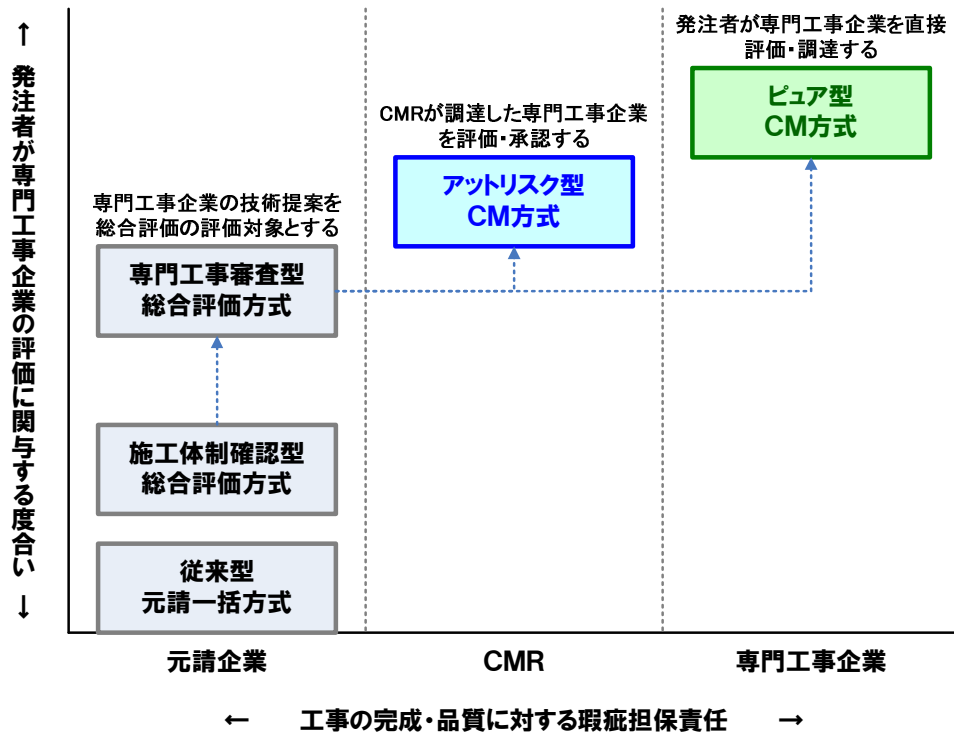 ↑ 発注者が専門工事企業の評価に関与する度合い ↓
発注者が専門工事企業を直接
評価・調達する
ピュア型
CM方式
CMRが調達した専門工事企業
を評価・承認する
アットリスク型
CM方式
専門工事企業の技術提案を
総合評価の評価対象とする
専門工事審査型
総合評価方式
施工体制確認型
総合評価方式
従来型
元請一括方式
元請企業
CMR
専門工事企業
← 工事の完成・品質に対する瑕疵担保責任 →